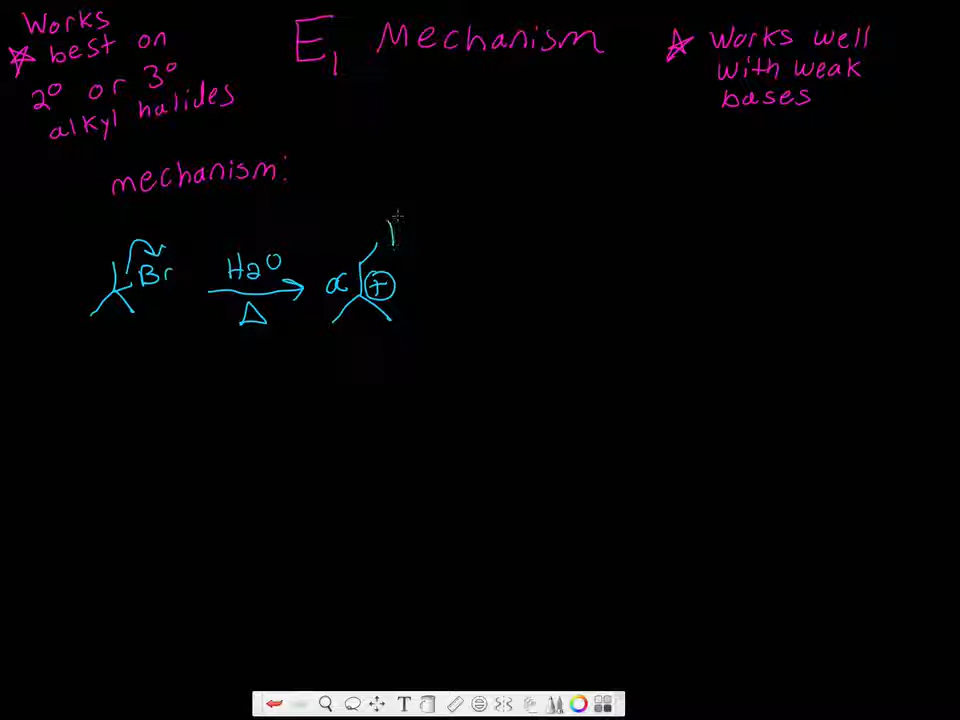 Works
best on
2° or 3°
alkyl halides
E1 Mechanism
Works well
with weak
bases
mechanism:
Br
H2O
Δ
α
+
T